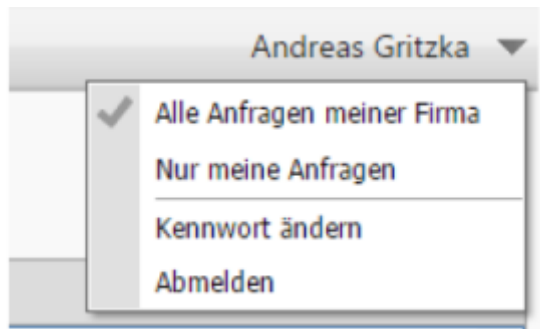 Andreas Gritzka
Alle Anfragen meiner Firma
Nur meine Anfragen
Kennwort ändern
Abmelden